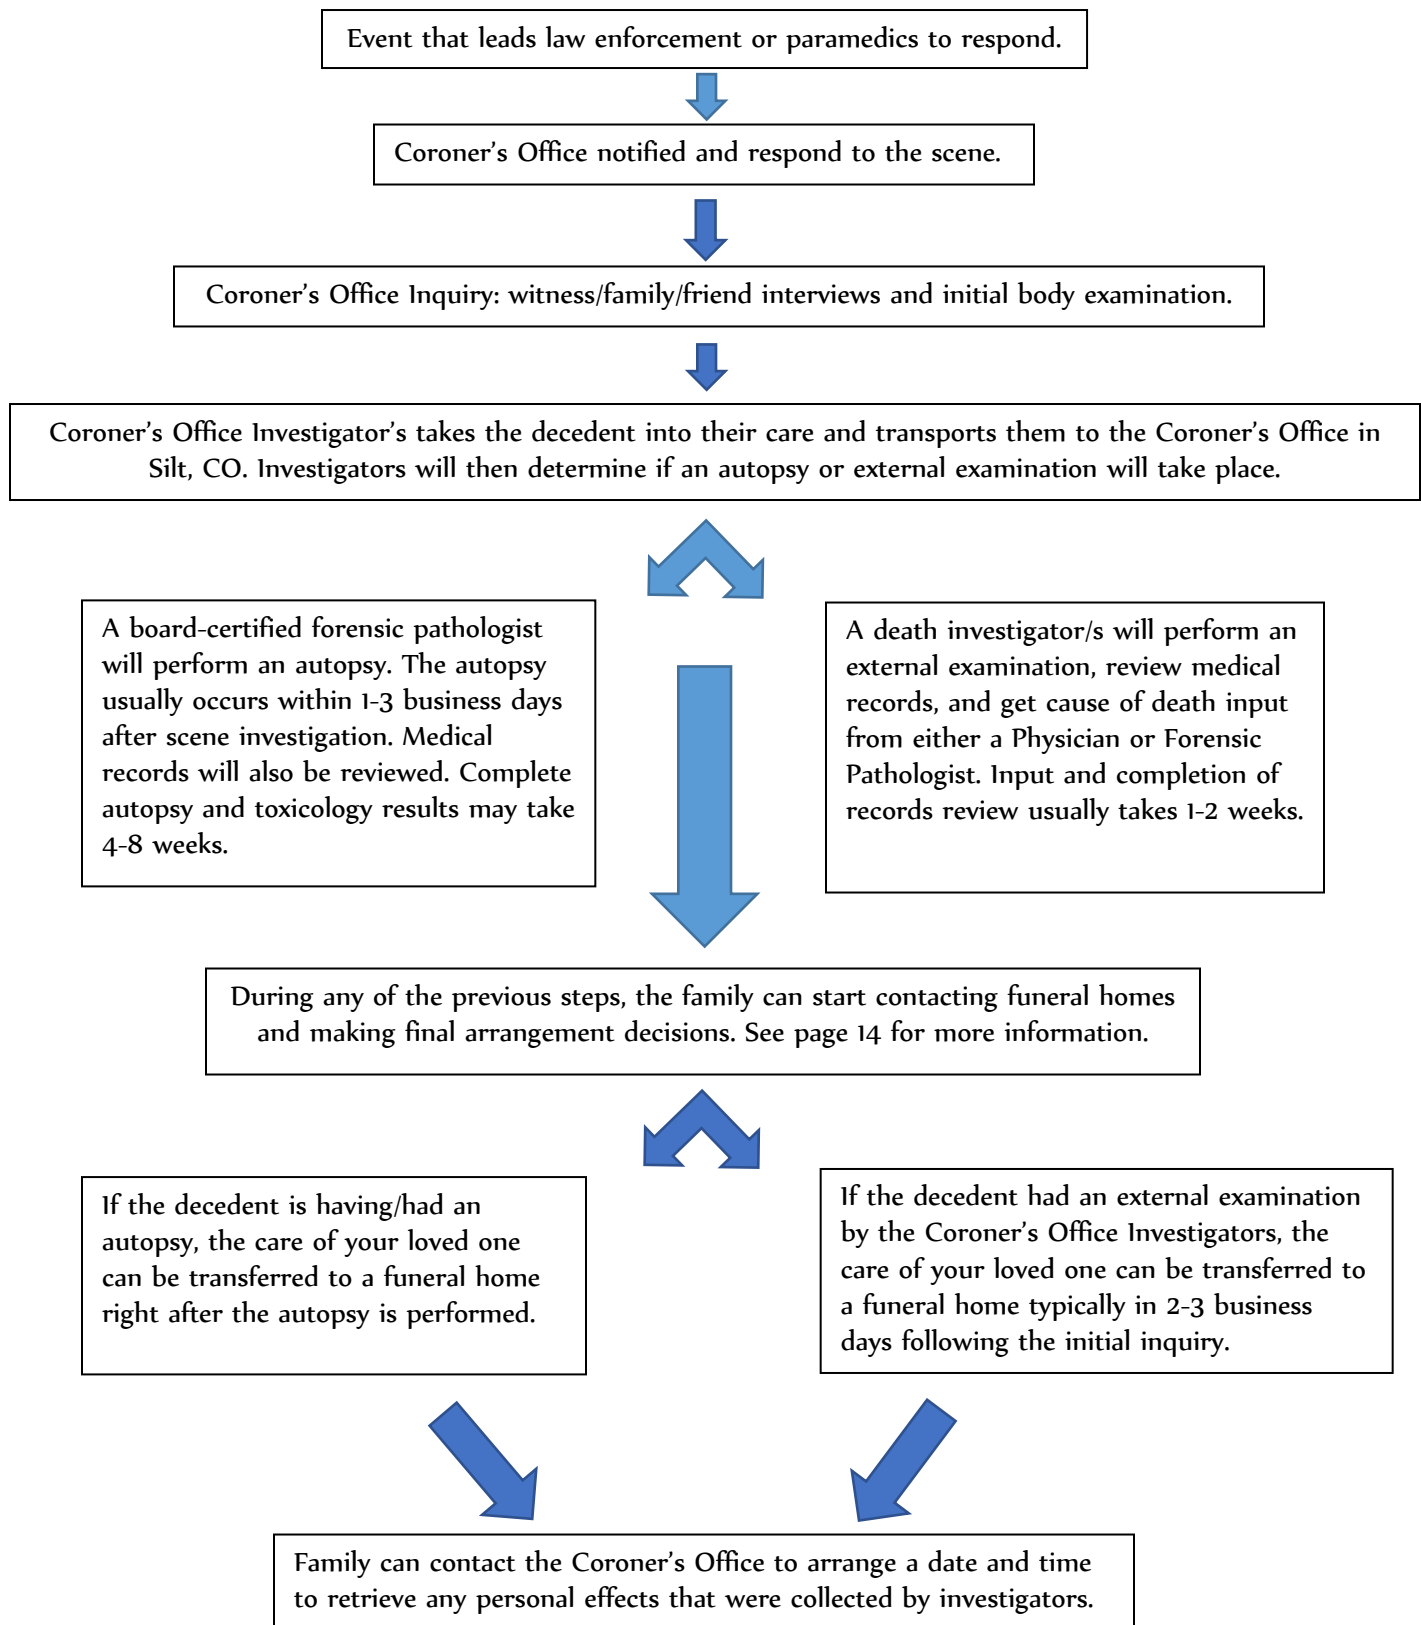 Event that leads law enforcement or paramedics to respond.
Coroner's Office notified and respond to the scene.
Coroner's Office Inquiry: witness/family/friend interviews and initial body examination.
Coroner's Office Investigator's takes the decedent into their care and transports them to the Coroner's Office in
Silt, CO. Investigators will then determine if an autopsy or external examination will take place.
A board-certified forensic pathologist
will perform an autopsy. The autopsy
usually occurs within 1-3 business days
after scene investigation. Medical
records will also be reviewed. Complete
autopsy and toxicology results may take
4-8 weeks.
A death investigator/s will perform an
external examination, review medical
records, and get cause of death input
from either a Physician or Forensic
Pathologist. Input and completion of
records review usually takes 1-2 weeks.
During any of the previous steps, the family can start contacting funeral homes
and making final arrangement decisions. See page 14 for more information.
If the decedent is having/had an
autopsy, the care of your loved one
can be transferred to a funeral home
right after the autopsy is performed.
If the decedent had an external examination
by the Coroner's Office Investigators, the
care of your loved one can be transferred to
a funeral home typically in 2-3 business
days following the initial inquiry.
Family can contact the Coroner's Office to arrange a date and time
to retrieve any personal effects that were collected by investigators.